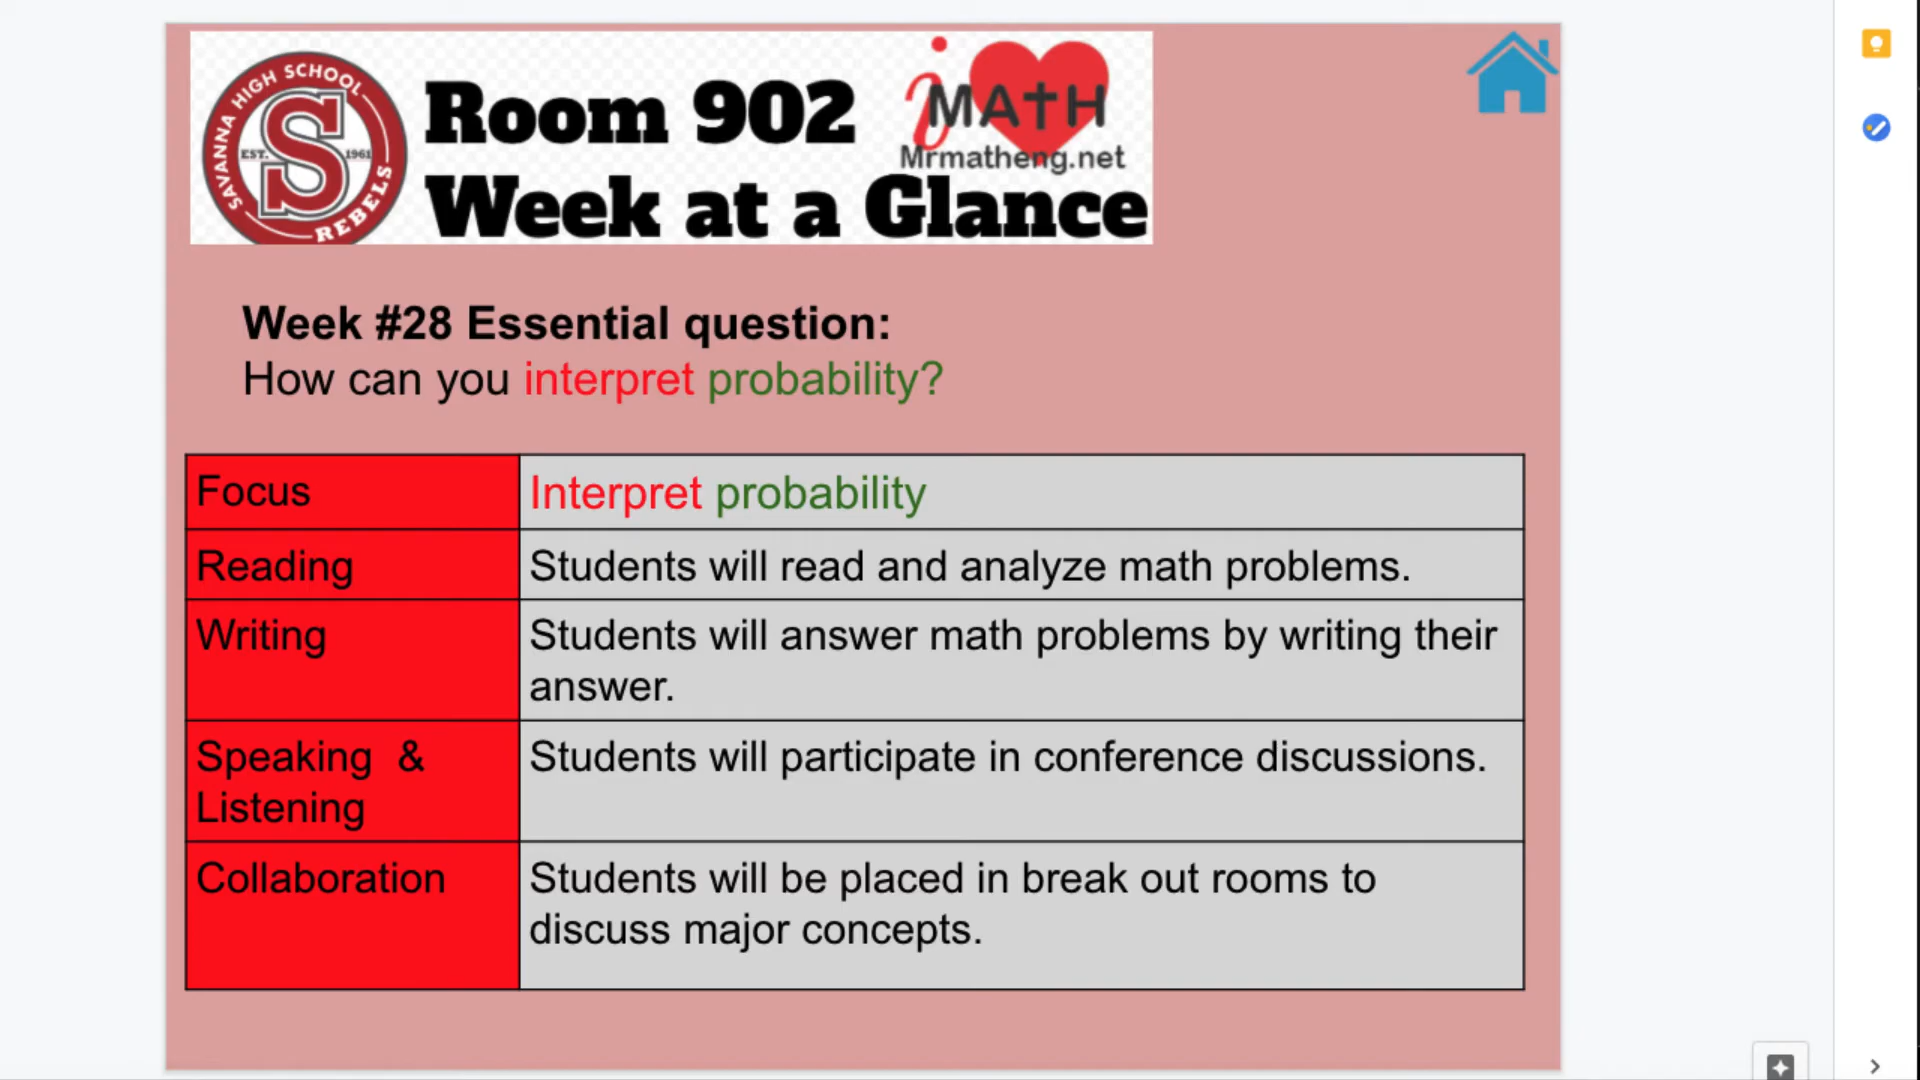 SAVANNA HIGH SCHOOL
EST. S 1961
REBELS
Room 902
iMATH
Mrmatheng.net
Week at a Glance
Week #28 Essential question:
How can you interpret probability?
Focus
Interpret probability
Reading
Students will read and analyze math problems.
Writing
Students will answer math problems by writing their
answer.
Speaking &
Listening
Students will participate in conference discussions.
Collaboration
Students will be placed in break out rooms to
discuss major concepts.